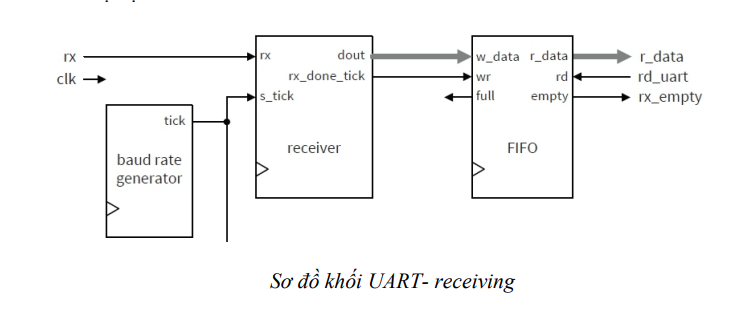 rx
clk
tick
baud rate
generator
rx
dout
rx_done_tick
s_tick
receiver
w_data
r_data
wr
rd
full
empty
FIFO
r_data
rd_uart
rx_empty
Sơ đồ khối UART- receiving